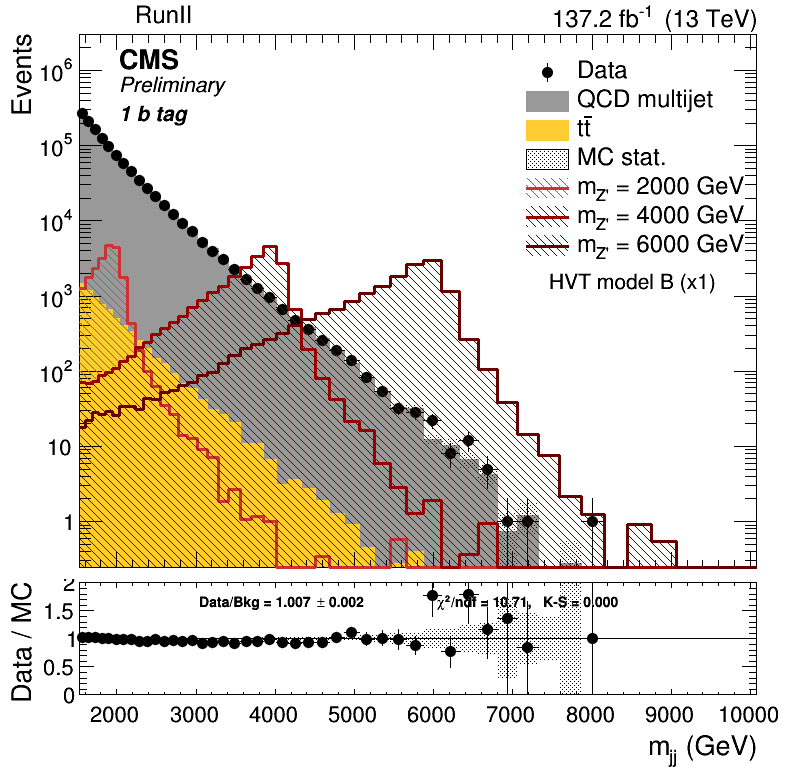 RunII
137.2 fb⁻¹ (13 TeV)
Events
CMS
Preliminary
1 b tag
Data
QCD multijet
tt̄
MC stat.
m_Z' = 2000 GeV
m_Z' = 4000 GeV
m_Z' = 6000 GeV
HVT model B (x1)
10⁶
10⁵
10⁴
10³
10²
10
1
Data / MC
Data/Bkg = 1.007 ± 0.002
χ²/ndf = 10.71, K-S = 0.000
2
1.5
1
0.5
0
2000 3000 4000 5000 6000 7000 8000 9000 10000
m_jj (GeV)